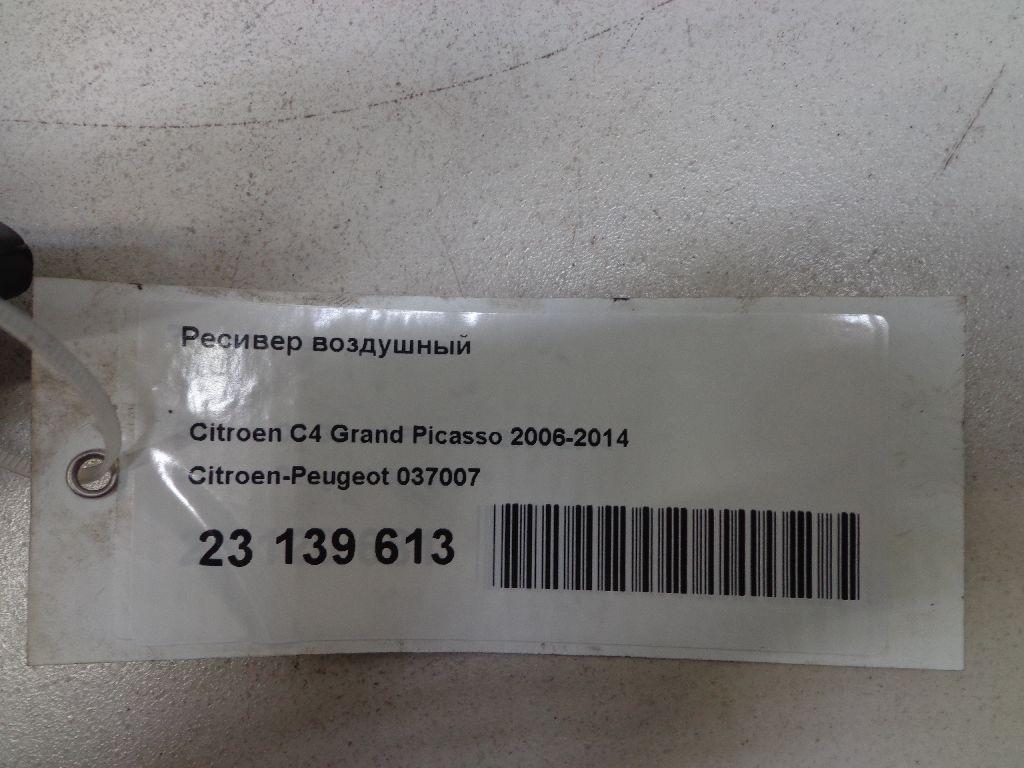 Ресивер воздушный
Citroen C4 Grand Picasso 2006-2014
Citroen-Peugeot 037007
23 139 613